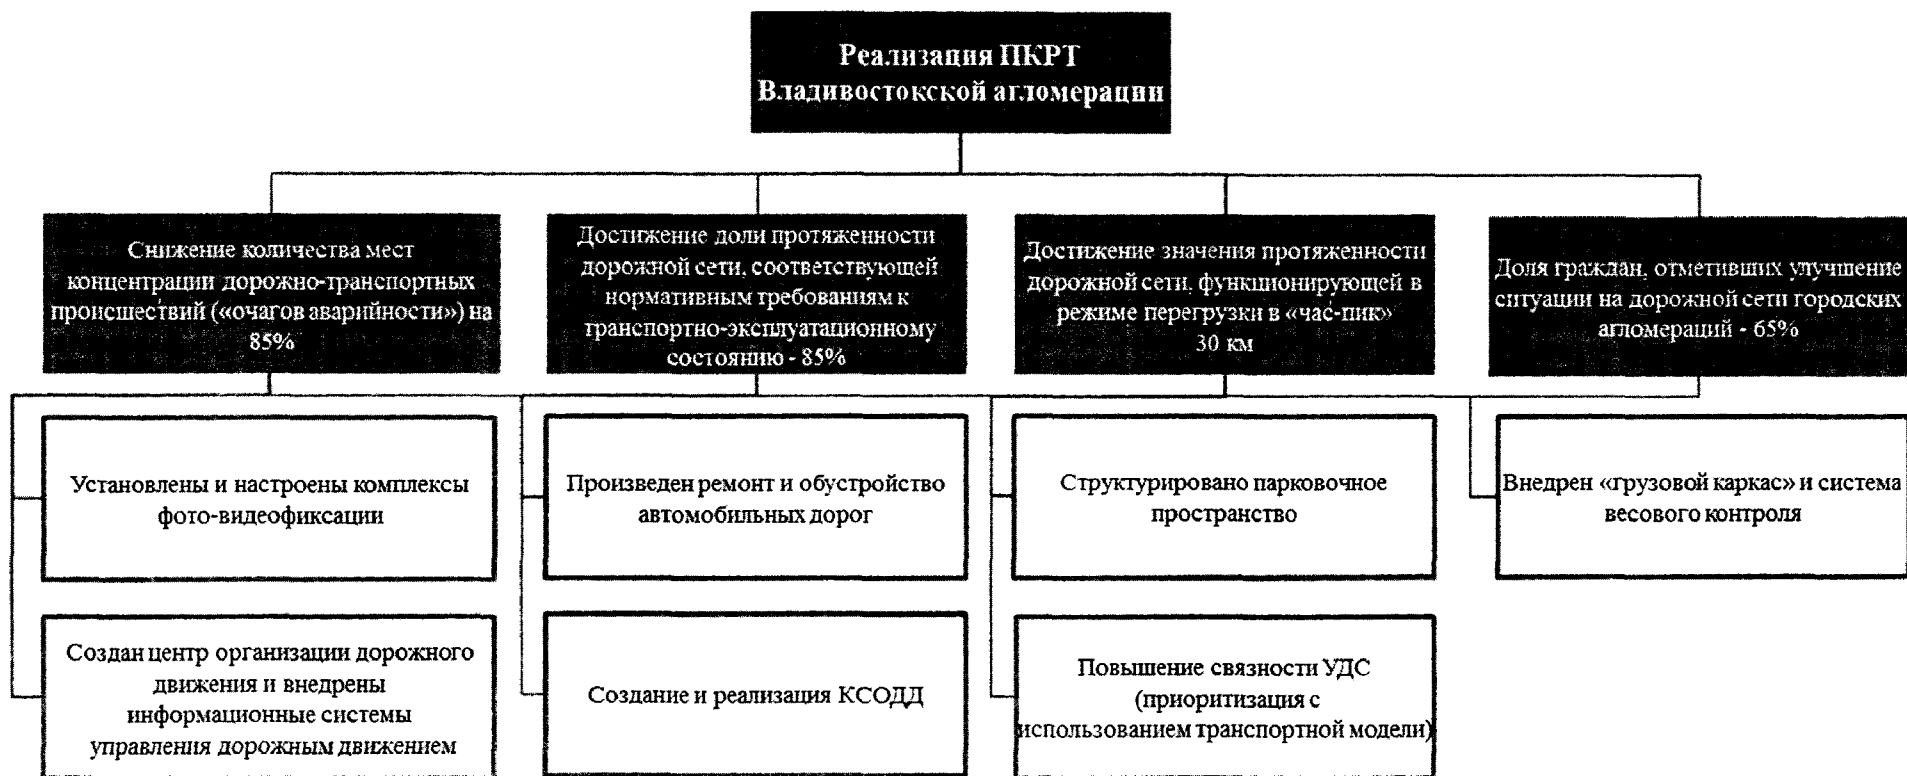 Реализация ПКРТ
Владивостокской агломерации
Снижение количества мест
концентрации дорожно-транспортных
происшествий («очагов аварийности») на
85%
Достижение доли протяженности
дорожной сети, соответствующей
нормативным требованиям к
транспортно-эксплуатационному
состоянию - 85%
Достижение значения протяженности
дорожной сети, функционирующей в
режиме перегрузки в «час-пик»
30 км
Доля граждан, отметивших улучшение
ситуации на дорожной сети городских
агломераций - 65%
Установлены и настроены комплексы
фото-видеофиксации
Произведен ремонт и обустройство
автомобильных дорог
Структурировано парковочное
пространство
Внедрен «грузовой каркас» и система
весового контроля
Создан центр организации дорожного
движения и внедрены
информационные системы
управления дорожным движением
Создание и реализация КСОДД
Повышение связности УДС
(приоритизация с
использованием транспортной модели)